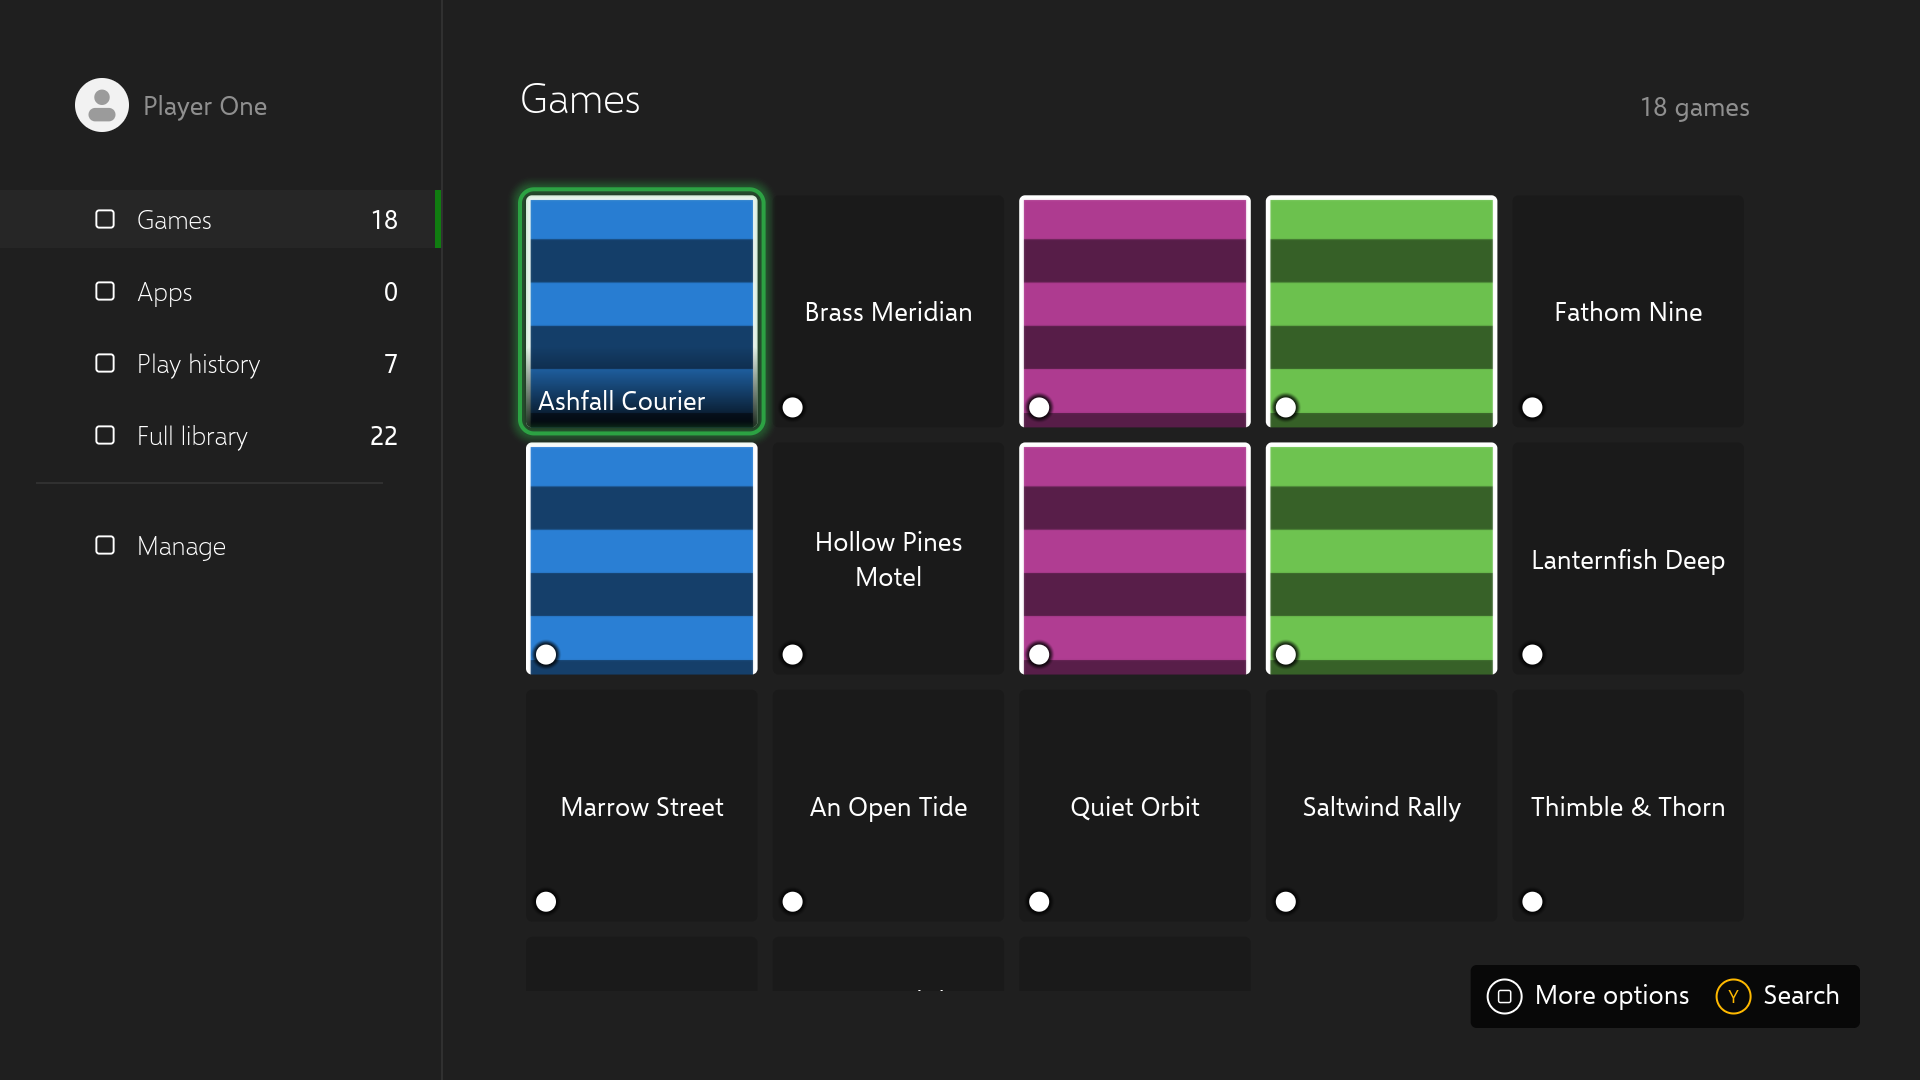 Player One
Games 18
Apps 0
Play history 7
Full library 22
Manage
Games
18 games
Ashfall Courier
Brass Meridian
Fathom Nine
Hollow Pines
Motel
Lanternfish Deep
Marrow Street
An Open Tide
Quiet Orbit
Saltwind Rally
Thimble & Thorn
More options
Y Search